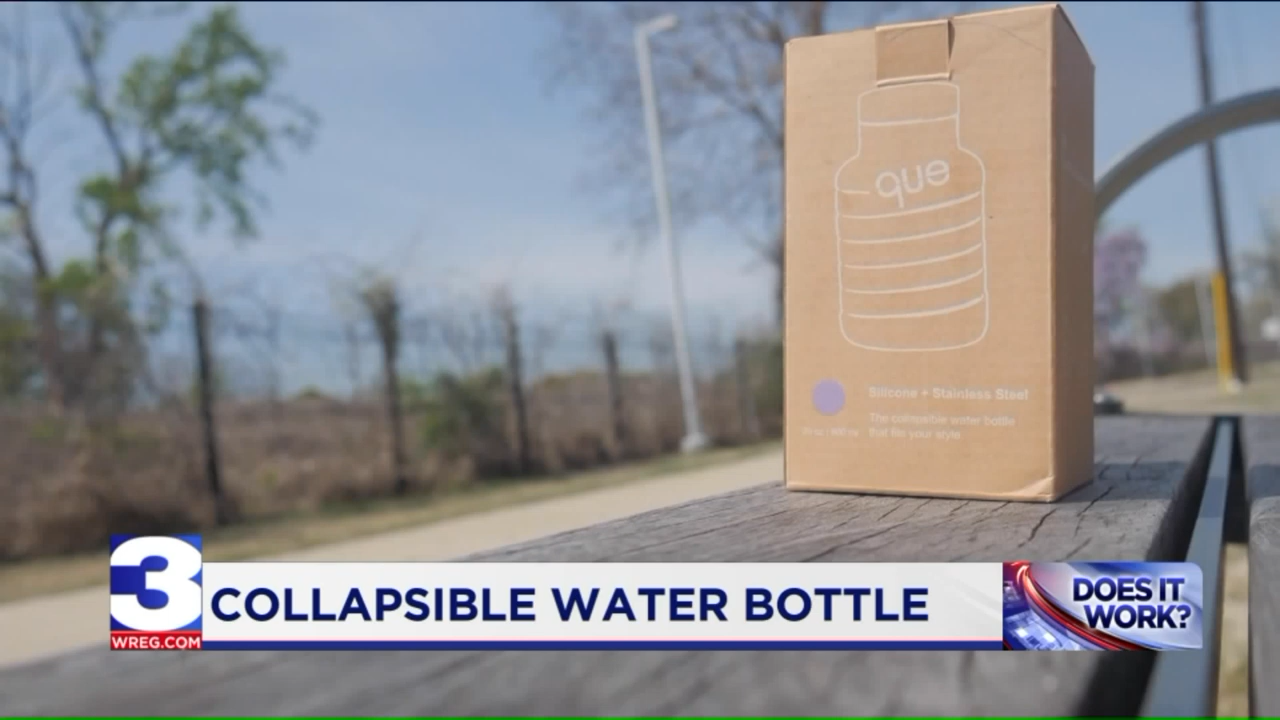 que
Silicone + Stainless Steel
The collapsible water bottle
that fits your style
3
WREG.COM
COLLAPSIBLE WATER BOTTLE
DOES IT
WORK?